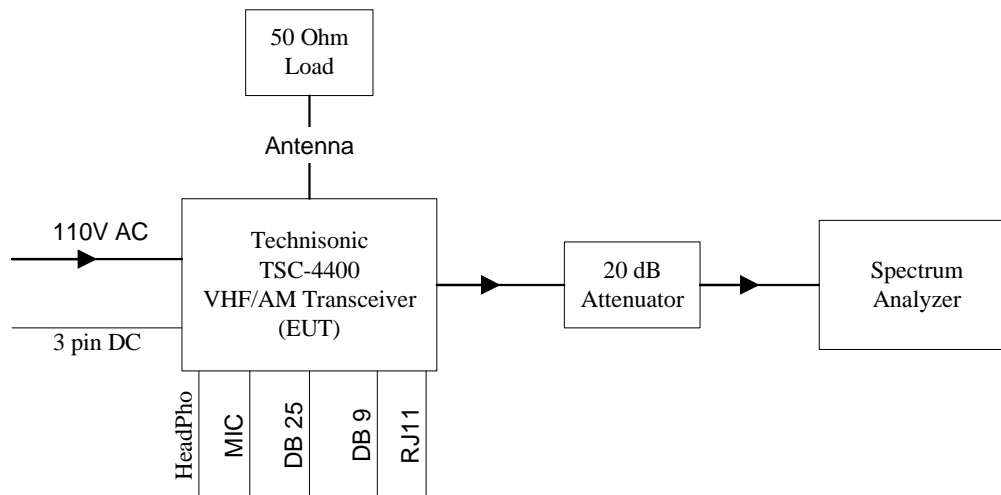 50 Ohm
Load
Antenna
110V AC
Technisonic
TSC-4400
VHF/AM Transceiver
(EUT)
20 dB
Attenuator
Spectrum
Analyzer
3 pin DC
HeadPho
MIC
DB 25
DB 9
RJ11